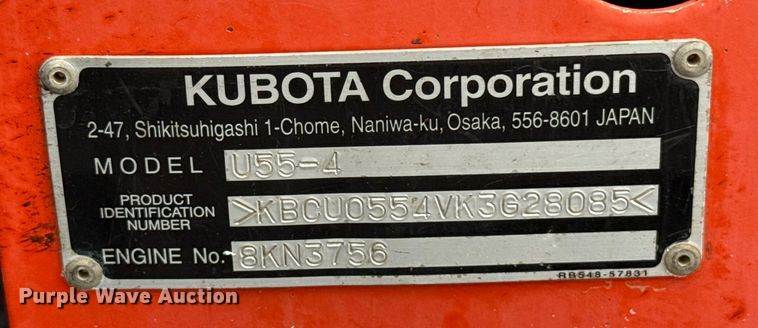 KUBOTA Corporation
2-47, Shikitsuhigashi 1-Chome, Naniwa-ku, Osaka, 556-8601 JAPAN
MODEL U55-4
PRODUCT IDENTIFICATION NUMBER >KBCU0554VK3G28085<
ENGINE No. 8KN3756
RB548-57831
Purple Wave Auction